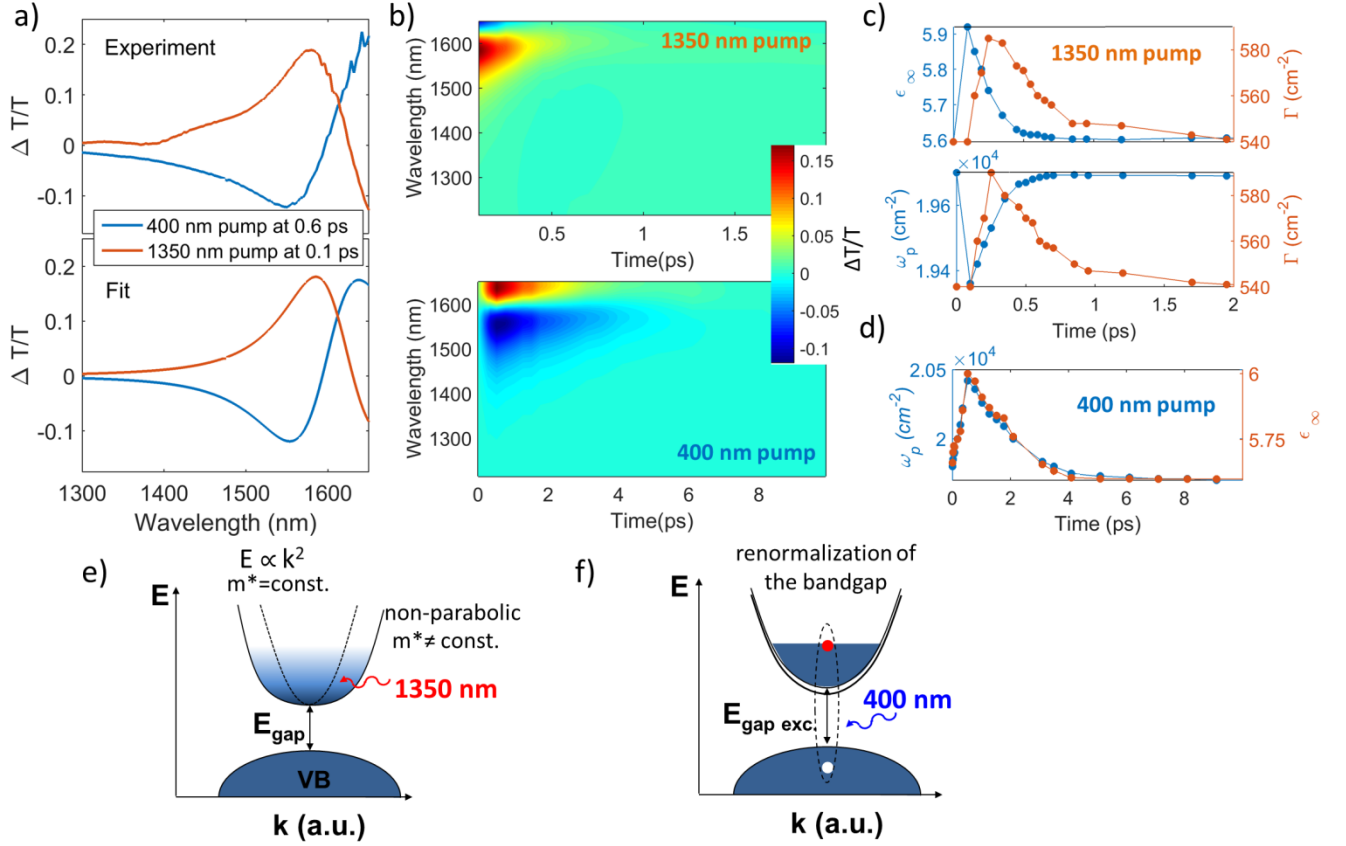 a)
0.2
0.1
0
-0.1
Δ T/T
Experiment
400 nm pump at 0.6 ps
1350 nm pump at 0.1 ps
0.2
0.1
0
-0.1
Δ T/T
Fit
1300
1400
1500
1600
Wavelength (nm)
b)
1350 nm pump
1600
1500
1400
1300
Wavelength (nm)
0.5
1
1.5
Time(ps)
0.15
0.1
0.05
0
-0.05
-0.1
ΔT/T
1600
1500
1400
1300
Wavelength (nm)
400 nm pump
0
2
4
6
8
Time(ps)
c)
1350 nm pump
5.9
5.8
5.7
5.6
ϵ ∞
580
560
540
Γ (cm⁻²)
×10⁴
1.96
1.94
ωp (cm⁻²)
580
560
540
Γ (cm⁻²)
0
0.5
1
1.5
2
Time (ps)
d)
×10⁴
2.05
2
ωp (cm⁻²)
400 nm pump
6
5.75
ϵ ∞
0
2
4
6
8
Time (ps)
e)
E ∝ k²
m*=const.
E
non-parabolic
m*≠ const.
1350 nm
Egap
VB
k (a.u.)
f)
renormalization of
the bandgap
E
400 nm
Egap exc.
k (a.u.)